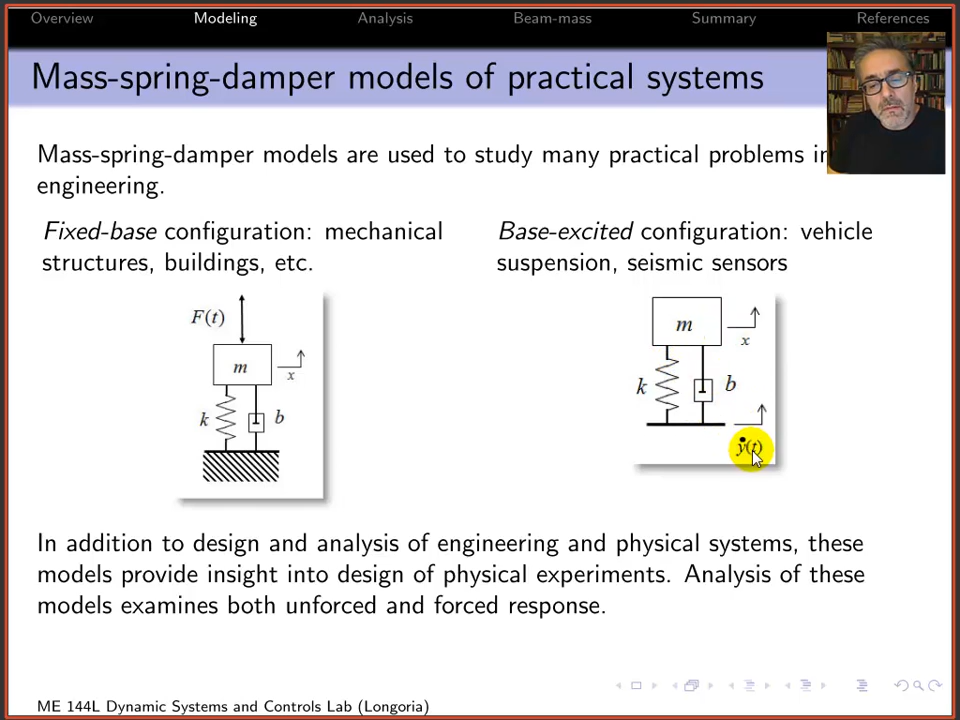 Overview Modeling Analysis Beam-mass Summary References
Mass-spring-damper models of practical systems
Mass-spring-damper models are used to study many practical problems in
engineering.
Fixed-base configuration: mechanical
structures, buildings, etc.
Base-excited configuration: vehicle
suspension, seismic sensors
F(t)
m
x
k
b
m
x
k
b
ẏ(t)
In addition to design and analysis of engineering and physical systems, these
models provide insight into design of physical experiments. Analysis of these
models examines both unforced and forced response.
ME 144L Dynamic Systems and Controls Lab (Longoria)